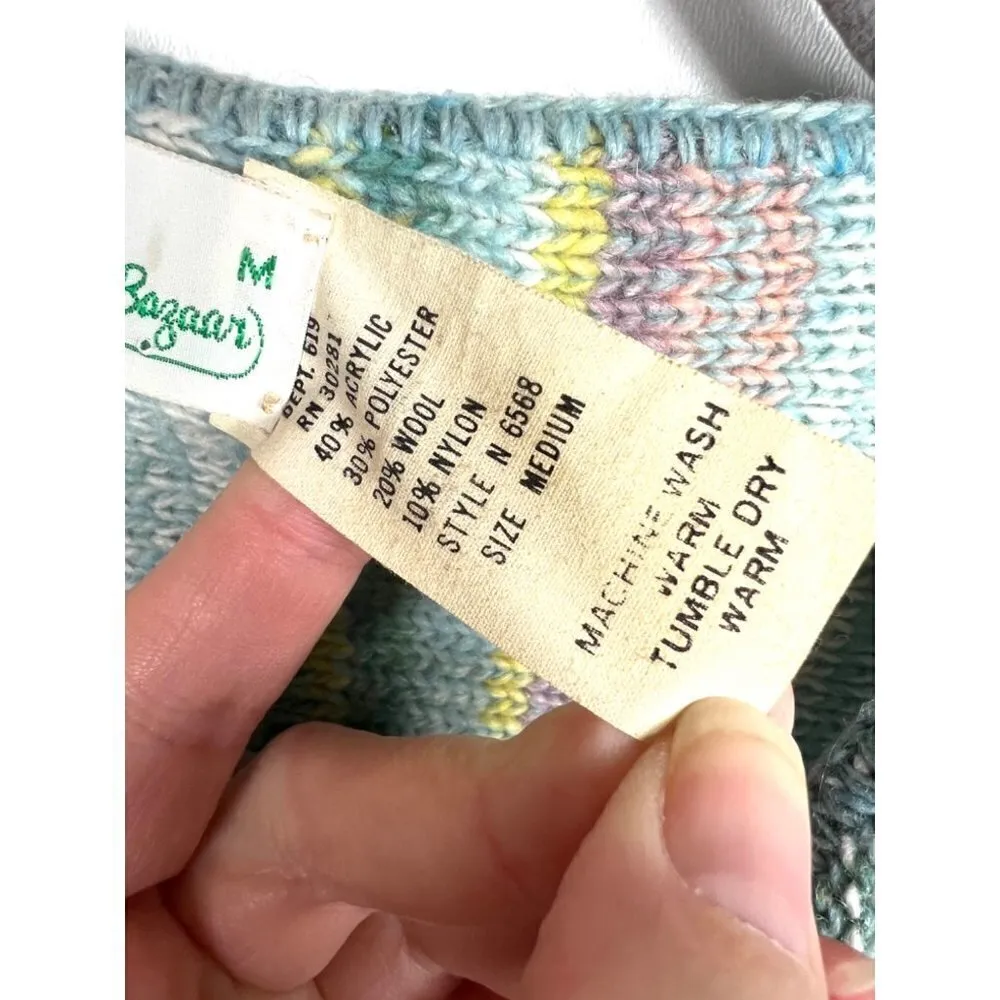 M
Bazaar
DEPT. 619
RN 30281
40% ACRYLIC
30% POLYESTER
20% WOOL
10% NYLON
STYLE N 6568
SIZE MEDIUM
MACHINE WASH
WARM
TUMBLE DRY
WARM